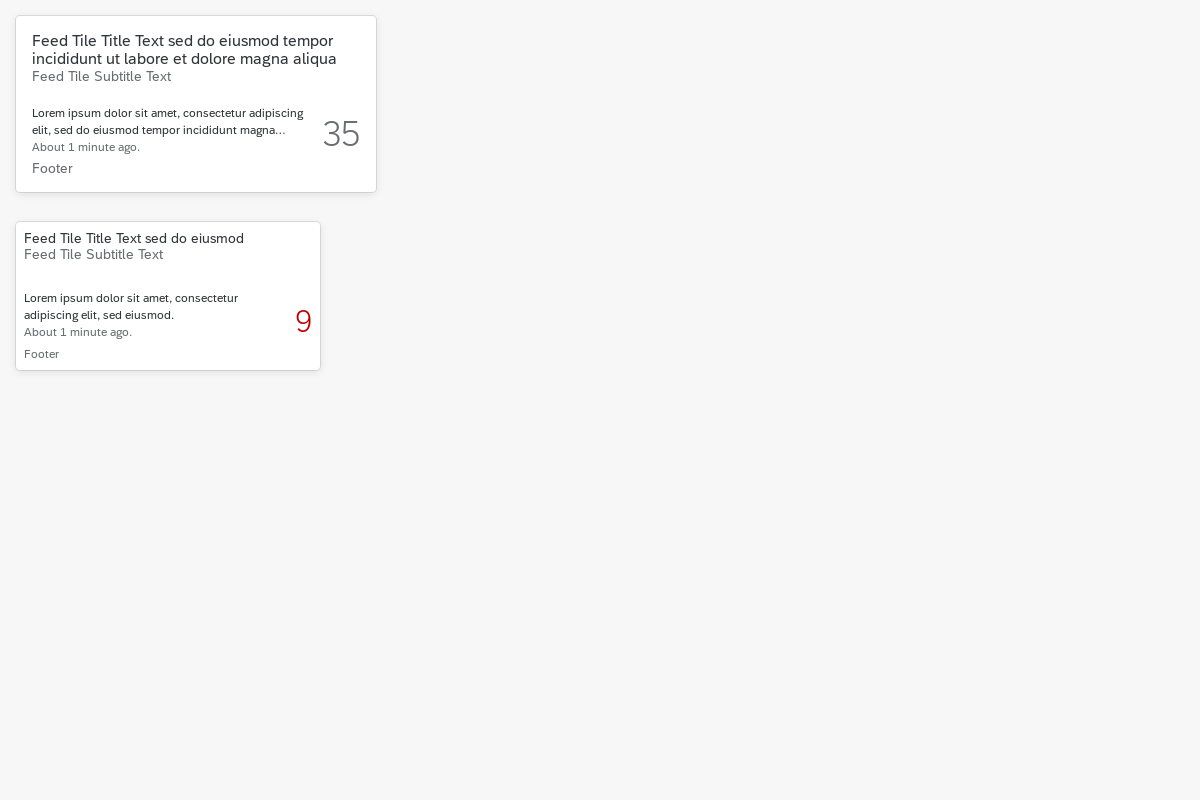 Feed Tile Title Text sed do eiusmod tempor
incididunt ut labore et dolore magna aliqua
Feed Tile Subtitle Text
Lorem ipsum dolor sit amet, consectetur adipiscing
elit, sed do eiusmod tempor incididunt magna...
35
About 1 minute ago.
Footer
Feed Tile Title Text sed do eiusmod
Feed Tile Subtitle Text
Lorem ipsum dolor sit amet, consectetur
adipiscing elit, sed eiusmod.
9
About 1 minute ago.
Footer